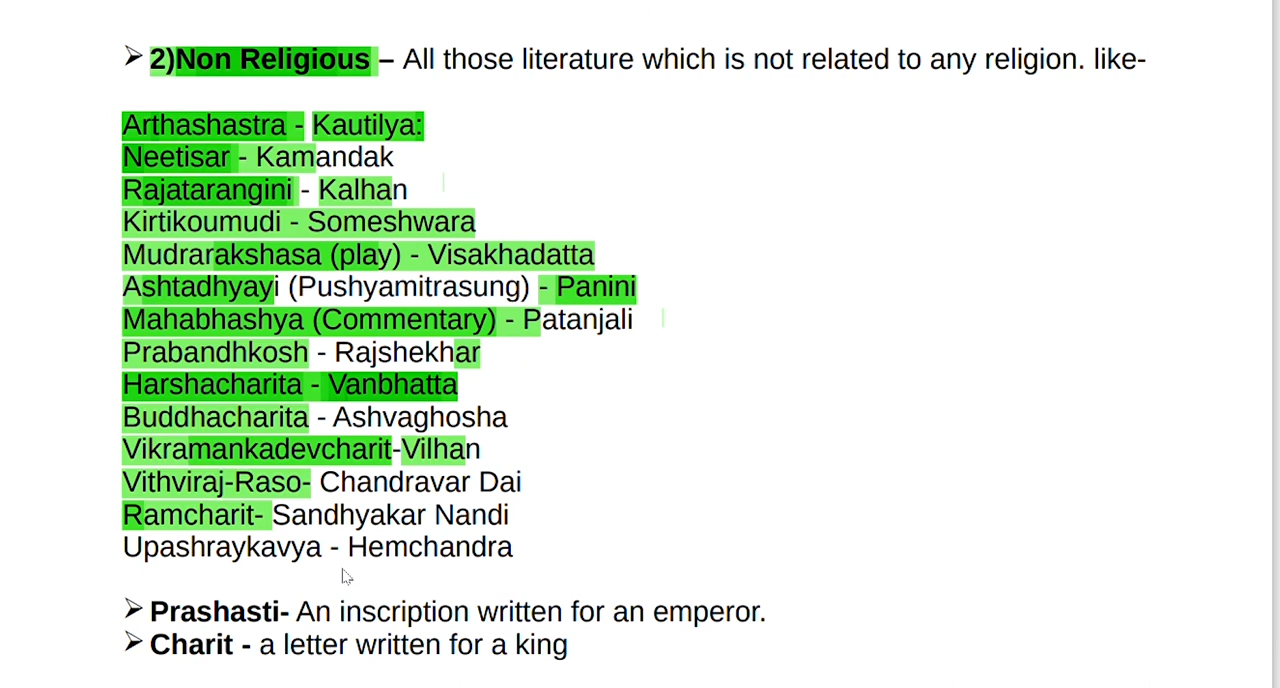 ➢ 2)Non Religious – All those literature which is not related to any religion. like-
Arthashastra - Kautilya:
Neetisar - Kamandak
Rajatarangini - Kalhan
Kirtikoumudi - Someshwara
Mudrarakshasa (play) - Visakhadatta
Ashtadhyayi (Pushyamitrasung) - Panini
Mahabhashya (Commentary) - Patanjali
Prabandhkosh - Rajshekhar
Harshacharita - Vanbhatta
Buddhacharita - Ashvaghosha
Vikramankadevcharit-Vilhan
Vithviraj-Raso- Chandravar Dai
Ramcharit- Sandhyakar Nandi
Upashraykavya - Hemchandra
➢ Prashasti- An inscription written for an emperor.
➢ Charit - a letter written for a king